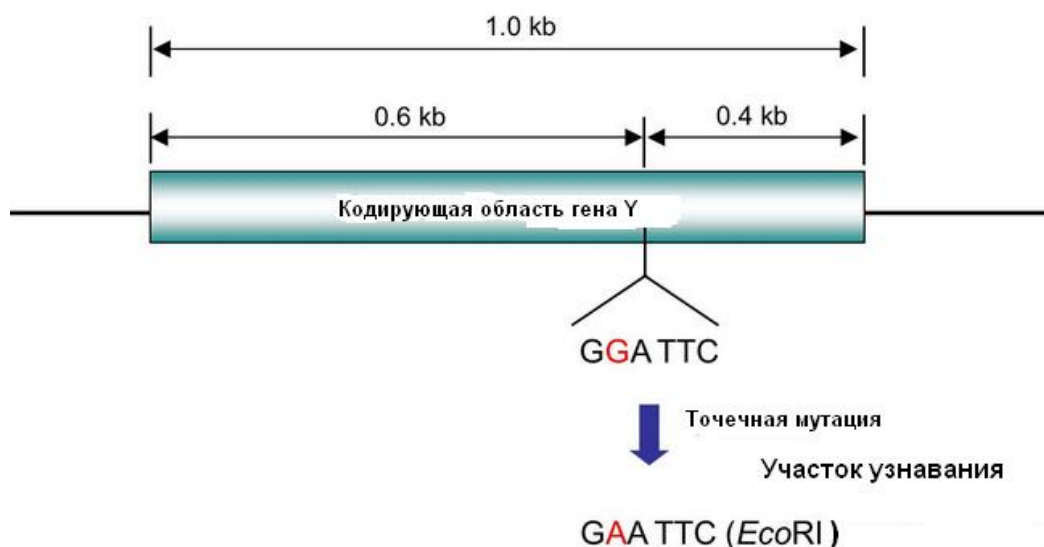 1.0 kb
0.6 kb
0.4 kb
Кодирующая область гена Y
GGA TTC
Точечная мутация
Участок узнавания
GAA TTC (EcoRI)